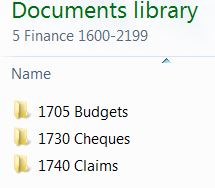 Documents library
5 Finance 1600-2199
Name
1705 Budgets
1730 Cheques
1740 Claims